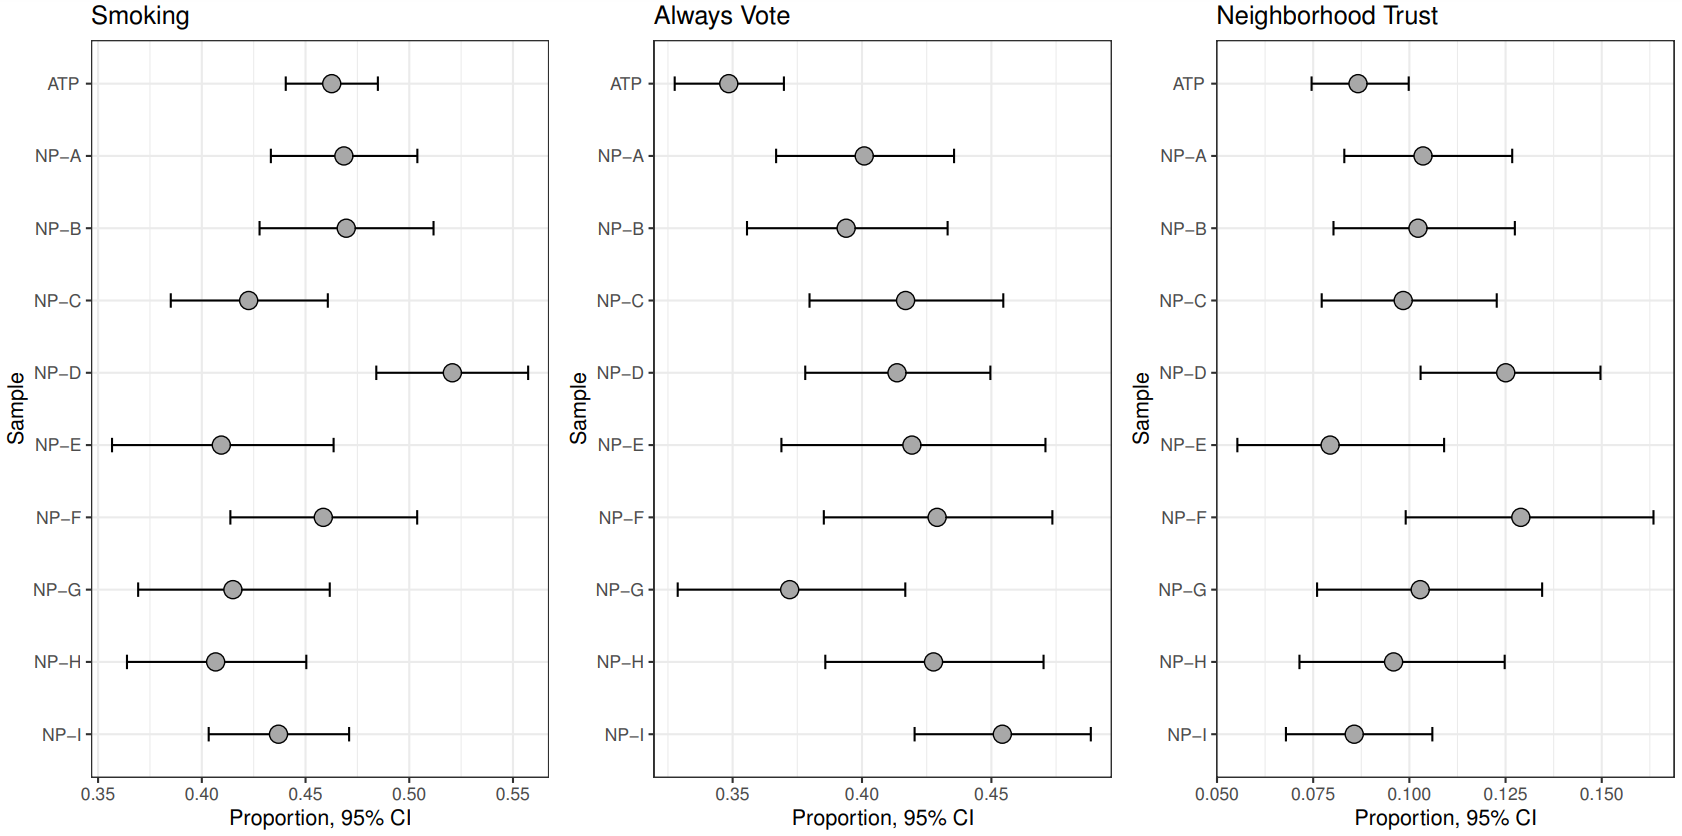 Smoking
ATP
NP−A
NP−B
NP−C
NP−D
NP−E
NP−F
NP−G
NP−H
NP−I
Sample
0.35 0.40 0.45 0.50 0.55
Proportion, 95% CI
Always Vote
ATP
NP−A
NP−B
NP−C
NP−D
NP−E
NP−F
NP−G
NP−H
NP−I
Sample
0.35 0.40 0.45
Proportion, 95% CI
Neighborhood Trust
ATP
NP−A
NP−B
NP−C
NP−D
NP−E
NP−F
NP−G
NP−H
NP−I
Sample
0.050 0.075 0.100 0.125 0.150
Proportion, 95% CI